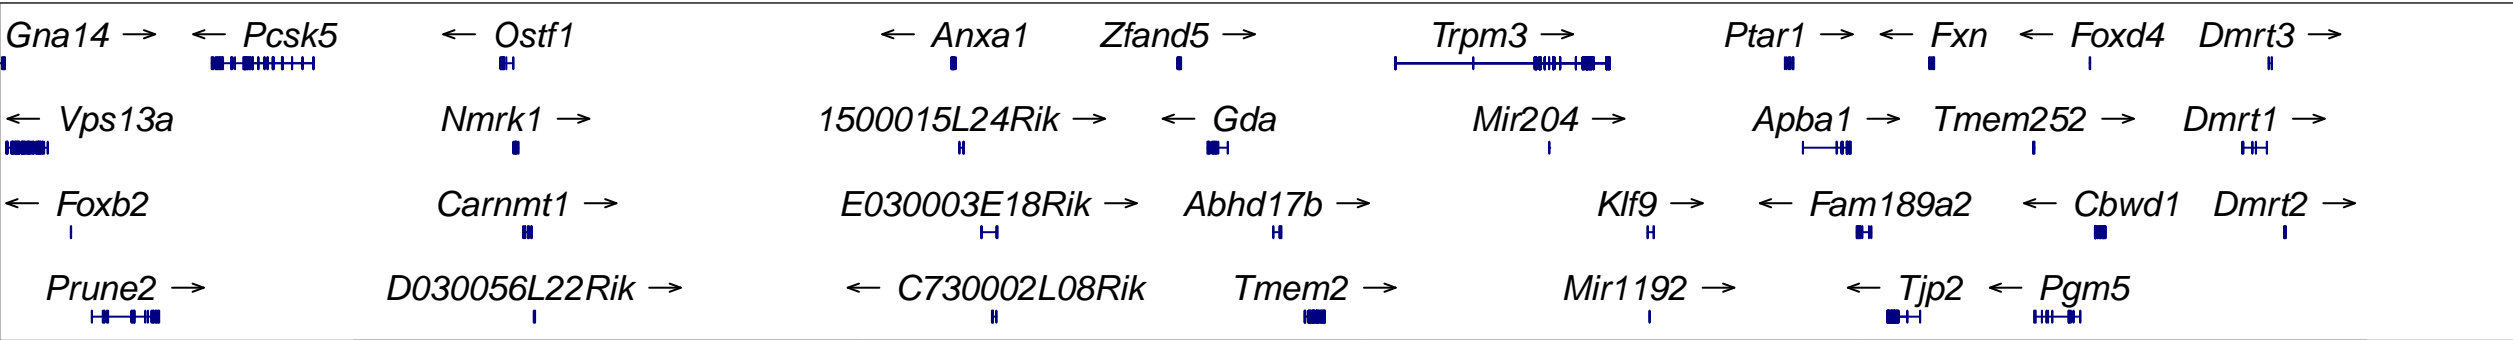 Gna14 → ← Pcsk5 ← Ostf1 ← Anxa1 Zfand5 → Trpm3 → Ptar1 → ← Fxn ← Foxd4 Dmrt3 →
← Vps13a Nmrk1 → 1500015L24Rik → ← Gda Mir204 → Apba1 → Tmem252 → Dmrt1 →
← Foxb2 Carnmt1 → E030003E18Rik → Abhd17b → Klf9 → ← Fam189a2 ← Cbwd1 Dmrt2 →
Prune2 → D030056L22Rik → ← C730002L08Rik Tmem2 → Mir1192 → ← Tjp2 ← Pgm5